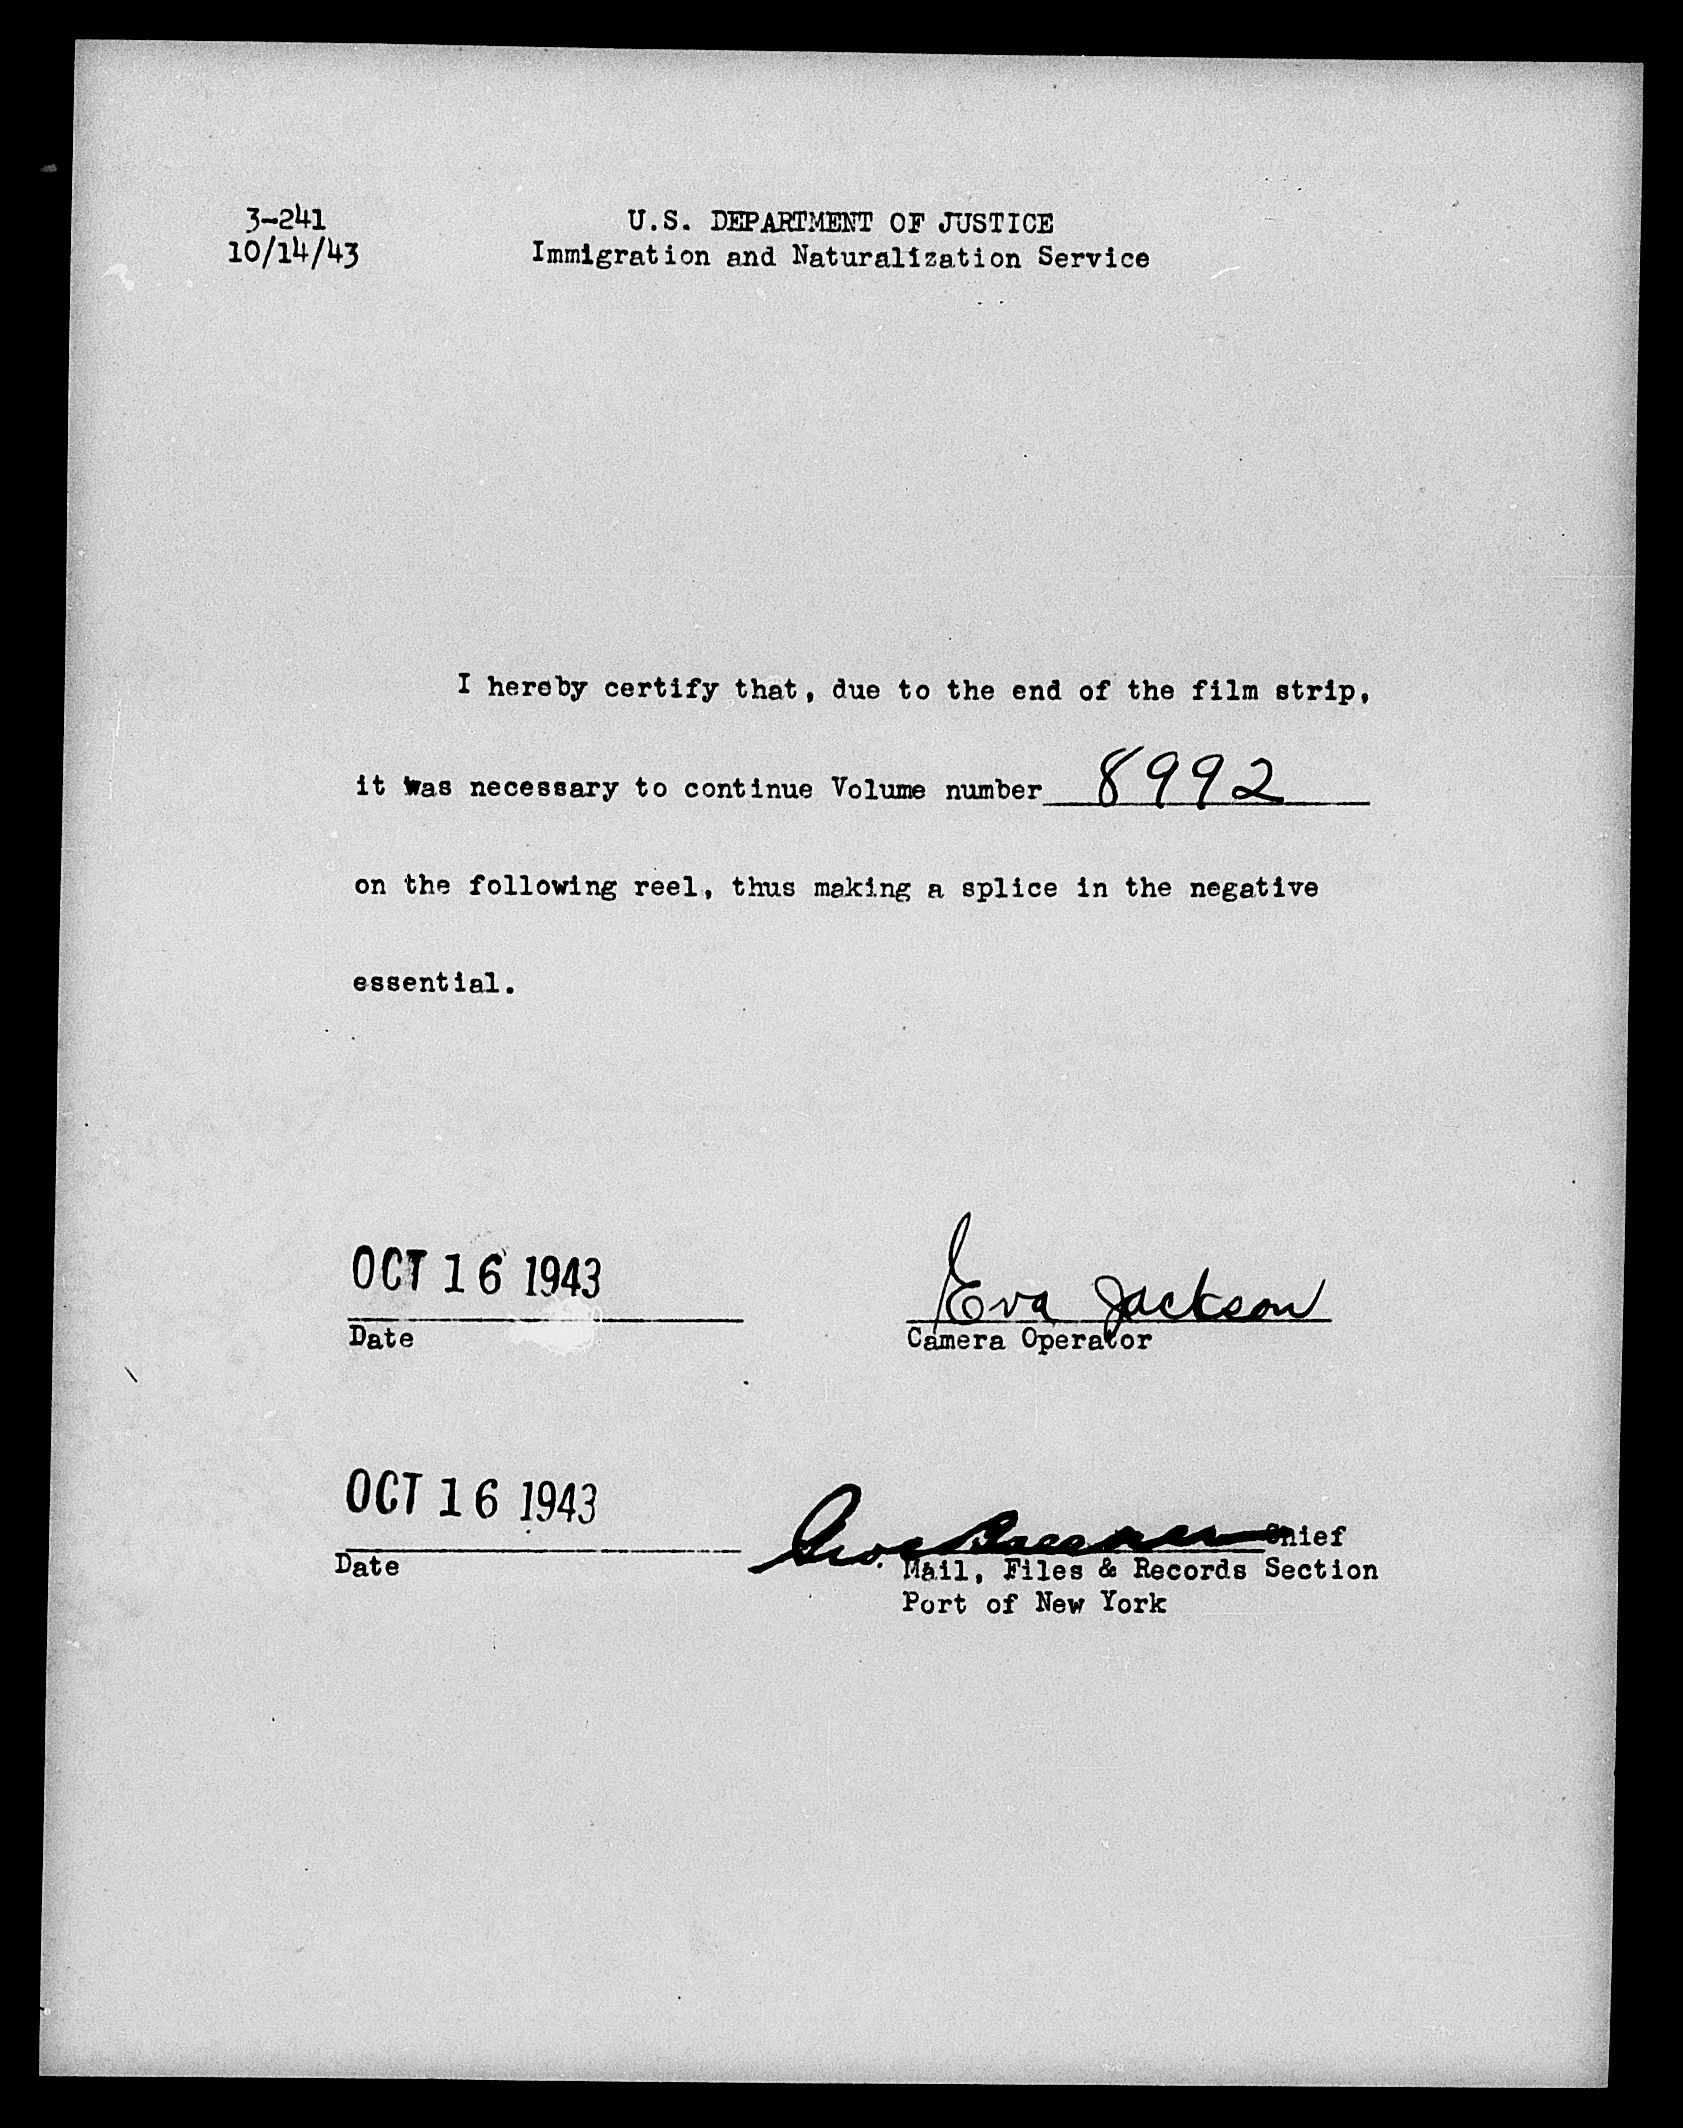 3-241
10/14/43
U.S. DEPARTMENT OF JUSTICE
Immigration and Naturalization Service
I hereby certify that, due to the end of the film strip,
it was necessary to continue Volume number 8992
on the following reel, thus making a splice in the negative
essential.
OCT 16 1943
Date
Eva Jackson
Camera Operator
OCT 16 1943
Date
Chief
Mail, Files & Records Section
Port of New York